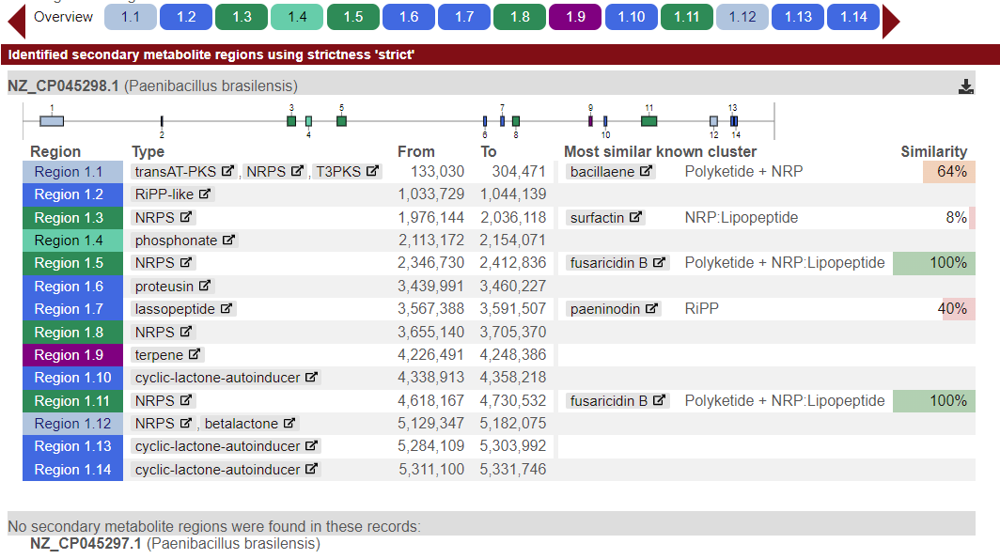 Overview 1.1 1.2 1.3 1.4 1.5 1.6 1.7 1.8 1.9 1.10 1.11 1.12 1.13 1.14
Identified secondary metabolite regions using strictness 'strict'
NZ_CP045298.1 (Paenibacillus brasilensis)
1 3 5 7 9 11 13
2 4 6 8 10 12 14
Region Type From To Most similar known cluster Similarity
Region 1.1 transAT-PKS , NRPS , T3PKS 133,030 304,471 bacillaene Polyketide + NRP 64%
Region 1.2 RiPP-like 1,033,729 1,044,139
Region 1.3 NRPS 1,976,144 2,036,118 surfactin NRP:Lipopeptide 8%
Region 1.4 phosphonate 2,113,172 2,154,071
Region 1.5 NRPS 2,346,730 2,412,836 fusaricidin B Polyketide + NRP:Lipopeptide 100%
Region 1.6 proteusin 3,439,991 3,460,227
Region 1.7 lassopeptide 3,567,388 3,591,507 paeninodin RiPP 40%
Region 1.8 NRPS 3,655,140 3,705,370
Region 1.9 terpene 4,226,491 4,248,386
Region 1.10 cyclic-lactone-autoinducer 4,338,913 4,358,218
Region 1.11 NRPS 4,618,167 4,730,532 fusaricidin B Polyketide + NRP:Lipopeptide 100%
Region 1.12 NRPS , betalactone 5,129,347 5,182,075
Region 1.13 cyclic-lactone-autoinducer 5,284,109 5,303,992
Region 1.14 cyclic-lactone-autoinducer 5,311,100 5,331,746
No secondary metabolite regions were found in these records:
NZ_CP045297.1 (Paenibacillus brasilensis)